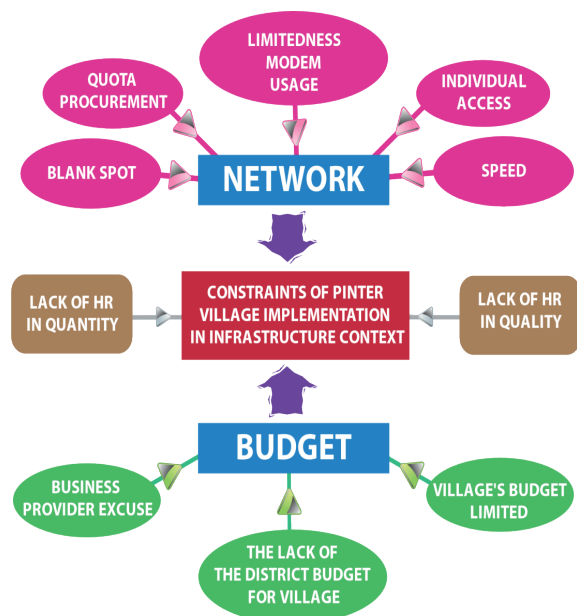 LIMITEDNESS
MODEM
USAGE
QUOTA
PROCUREMENT
INDIVIDUAL
ACCESS
BLANK SPOT
NETWORK
SPEED
LACK OF HR
IN QUANTITY
CONSTRAINTS OF PINTER
VILLAGE IMPLEMENTATION
IN INFRASTRUCTURE CONTEXT
LACK OF HR
IN QUALITY
BUDGET
BUSINESS
PROVIDER EXCUSE
VILLAGE'S BUDGET
LIMITED
THE LACK OF
THE DISTRICT BUDGET
FOR VILLAGE